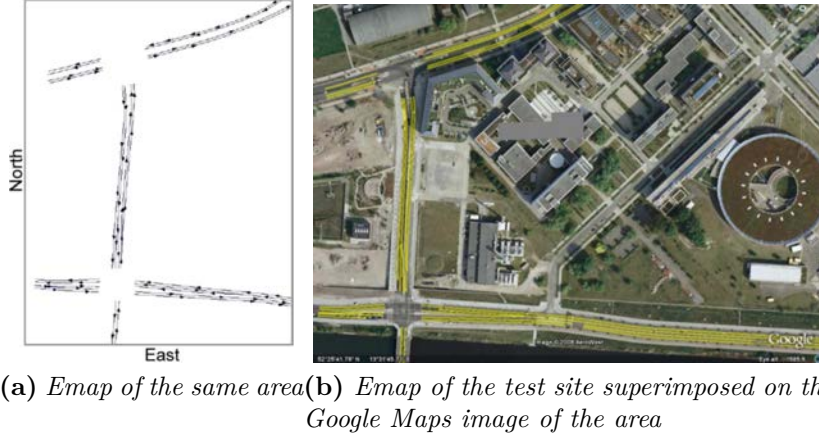 North
East
Google
(a) Emap of the same area
(b) Emap of the test site superimposed on th
Google Maps image of the area